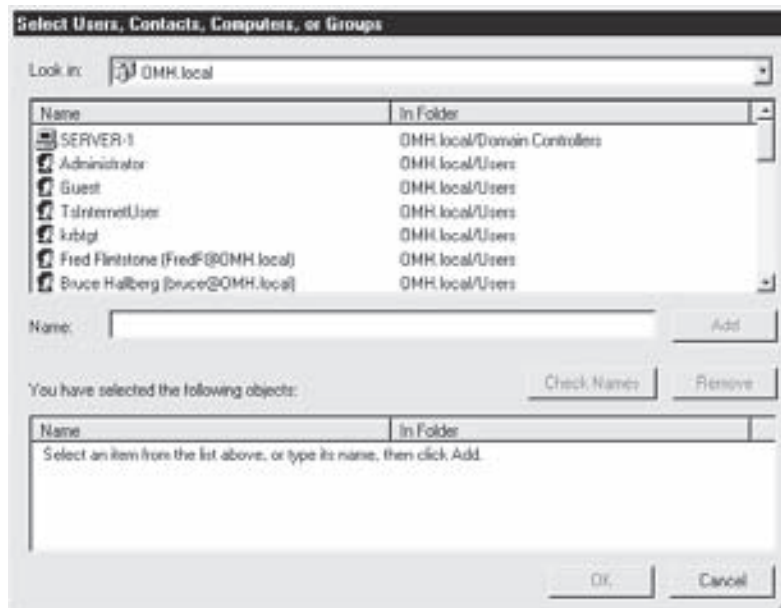 Select Users, Contacts, Computers, or Groups
Look in: OMH.local
Name In Folder
SERVER-1 OMH.local/Domain Controllers
Administrator OMH.local/Users
Guest OMH.local/Users
TsInternetUser OMH.local/Users
krbtgt OMH.local/Users
Fred Flintstone (FredF@OMH.local) OMH.local/Users
Bruce Hallberg (bruce@OMH.local) OMH.local/Users
Name: Add
You have selected the following objects: Check Names Remove
Name In Folder
Select an item from the list above, or type its name, then click Add.
OK Cancel